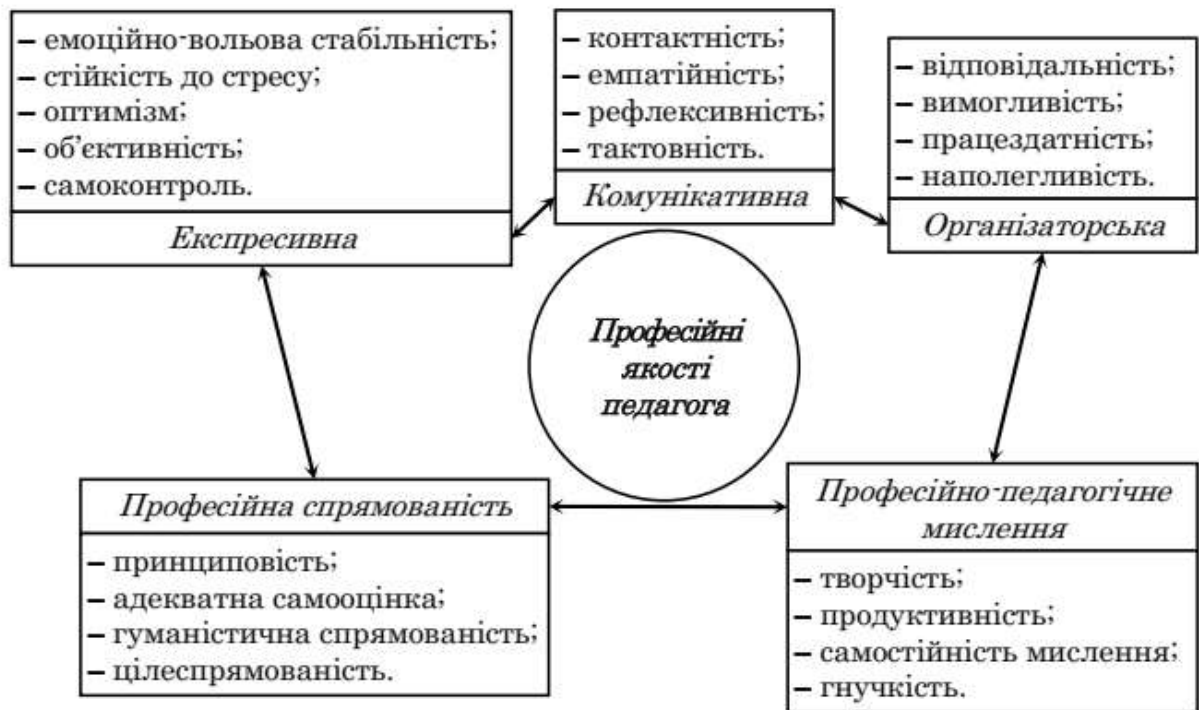 – емоційно-вольова стабільність;
– стійкість до стресу;
– оптимізм;
– об’єктивність;
– самоконтроль.
Експресивна
– контактність;
– емпатійність;
– рефлексивність;
– тактовність.
Комунікативна
– відповідальність;
– вимогливість;
– працездатність;
– наполегливість.
Організаторська
Професійні
якості
педагога
Професійна спрямованість
– принциповість;
– адекватна самооцінка;
– гуманістична спрямованість;
– цілеспрямованість.
Професійно-педагогічне
мислення
– творчість;
– продуктивність;
– самостійність мислення;
– гнучкість.